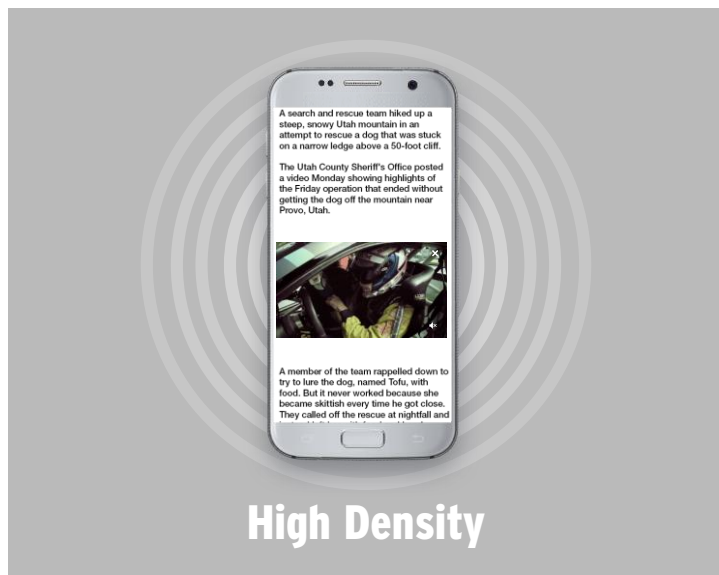 A search and rescue team hiked up a
steep, snowy Utah mountain in an
attempt to rescue a dog that was stuck
on a narrow ledge above a 50-foot cliff.
The Utah County Sheriff's Office posted
a video Monday showing highlights of
the Friday operation that ended without
getting the dog off the mountain near
Provo, Utah.
A member of the team rappelled down to
try to lure the dog, named Tofu, with
food. But it never worked because she
became skittish every time he got close.
They called off the rescue at nightfall and
High Density